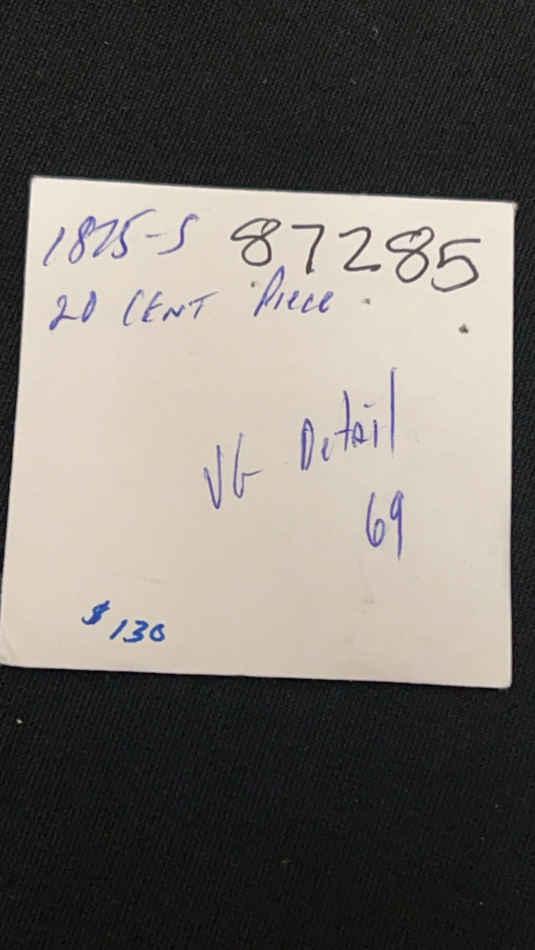 1875-S 87285
20 CENT Piece
VG Detail
69
$130